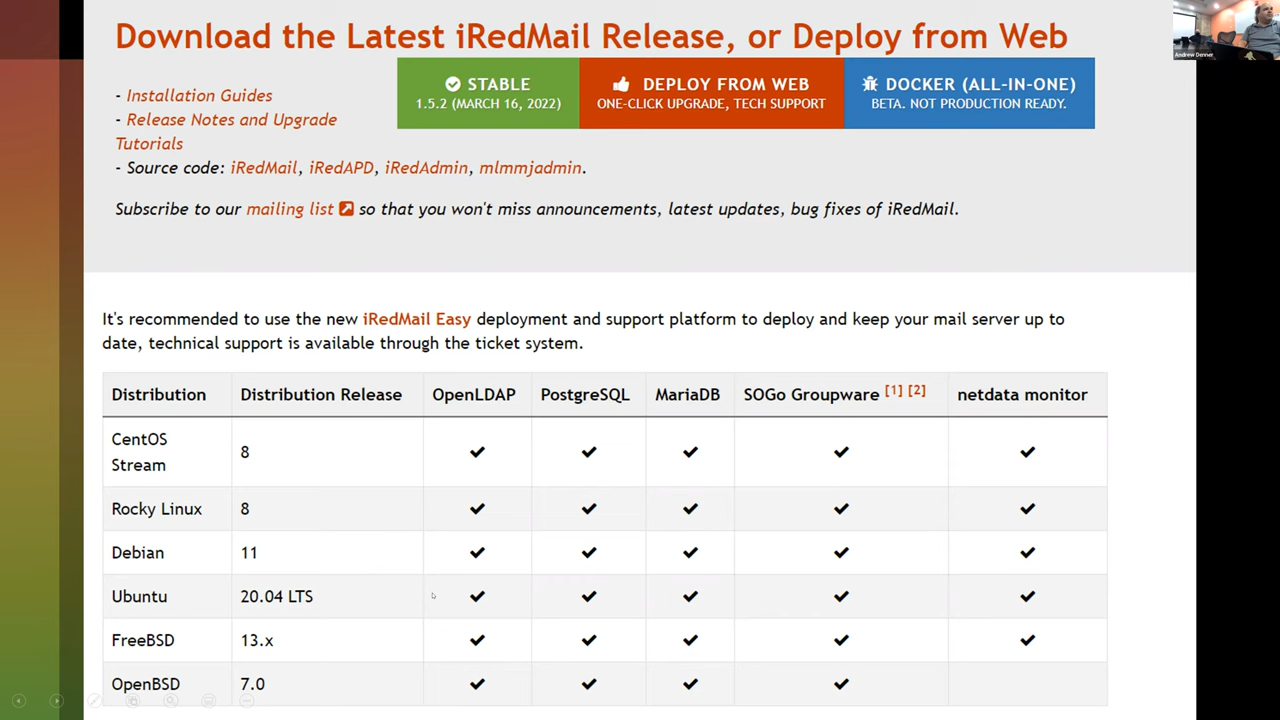 Download the Latest iRedMail Release, or Deploy from Web
STABLE
1.5.2 (MARCH 16, 2022)
DEPLOY FROM WEB
ONE-CLICK UPGRADE, TECH SUPPORT
DOCKER (ALL-IN-ONE)
BETA. NOT PRODUCTION READY.
- Installation Guides
- Release Notes and Upgrade
Tutorials
- Source code: iRedMail, iRedAPD, iRedAdmin, mlmmjadmin.
Subscribe to our mailing list so that you won't miss announcements, latest updates, bug fixes of iRedMail.
It's recommended to use the new iRedMail Easy deployment and support platform to deploy and keep your mail server up to
date, technical support is available through the ticket system.
Distribution Distribution Release OpenLDAP PostgreSQL MariaDB SOGo Groupware [1] [2] netdata monitor
CentOS
Stream 8 ✔ ✔ ✔ ✔ ✔
Rocky Linux 8 ✔ ✔ ✔ ✔ ✔
Debian 11 ✔ ✔ ✔ ✔ ✔
Ubuntu 20.04 LTS ✔ ✔ ✔ ✔ ✔
FreeBSD 13.x ✔ ✔ ✔ ✔ ✔
OpenBSD 7.0 ✔ ✔ ✔ ✔
Andrew Denner